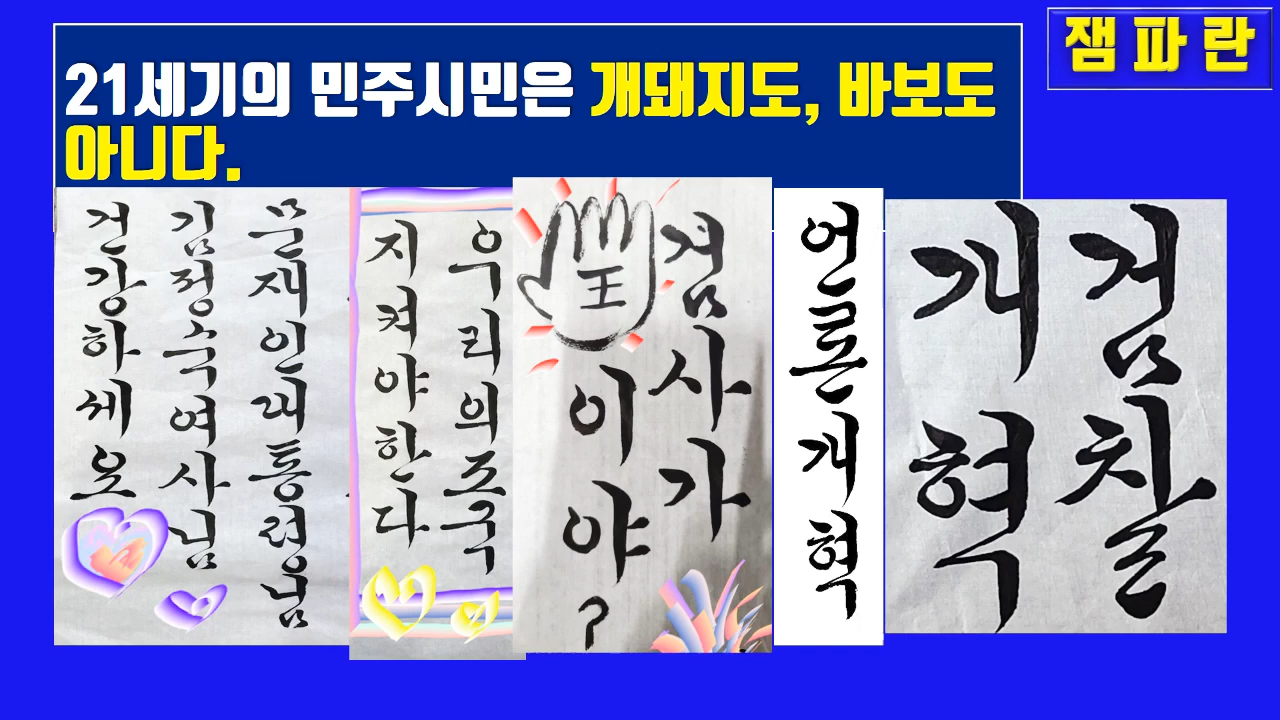 잼 파 란
21세기의 민주시민은 개돼지도, 바보도
아니다.
문재인대통령님
김정숙여사님
건강하세요
우리의조국
지켜야한다
검사가
王
이야?
언론개혁
검찰
개혁